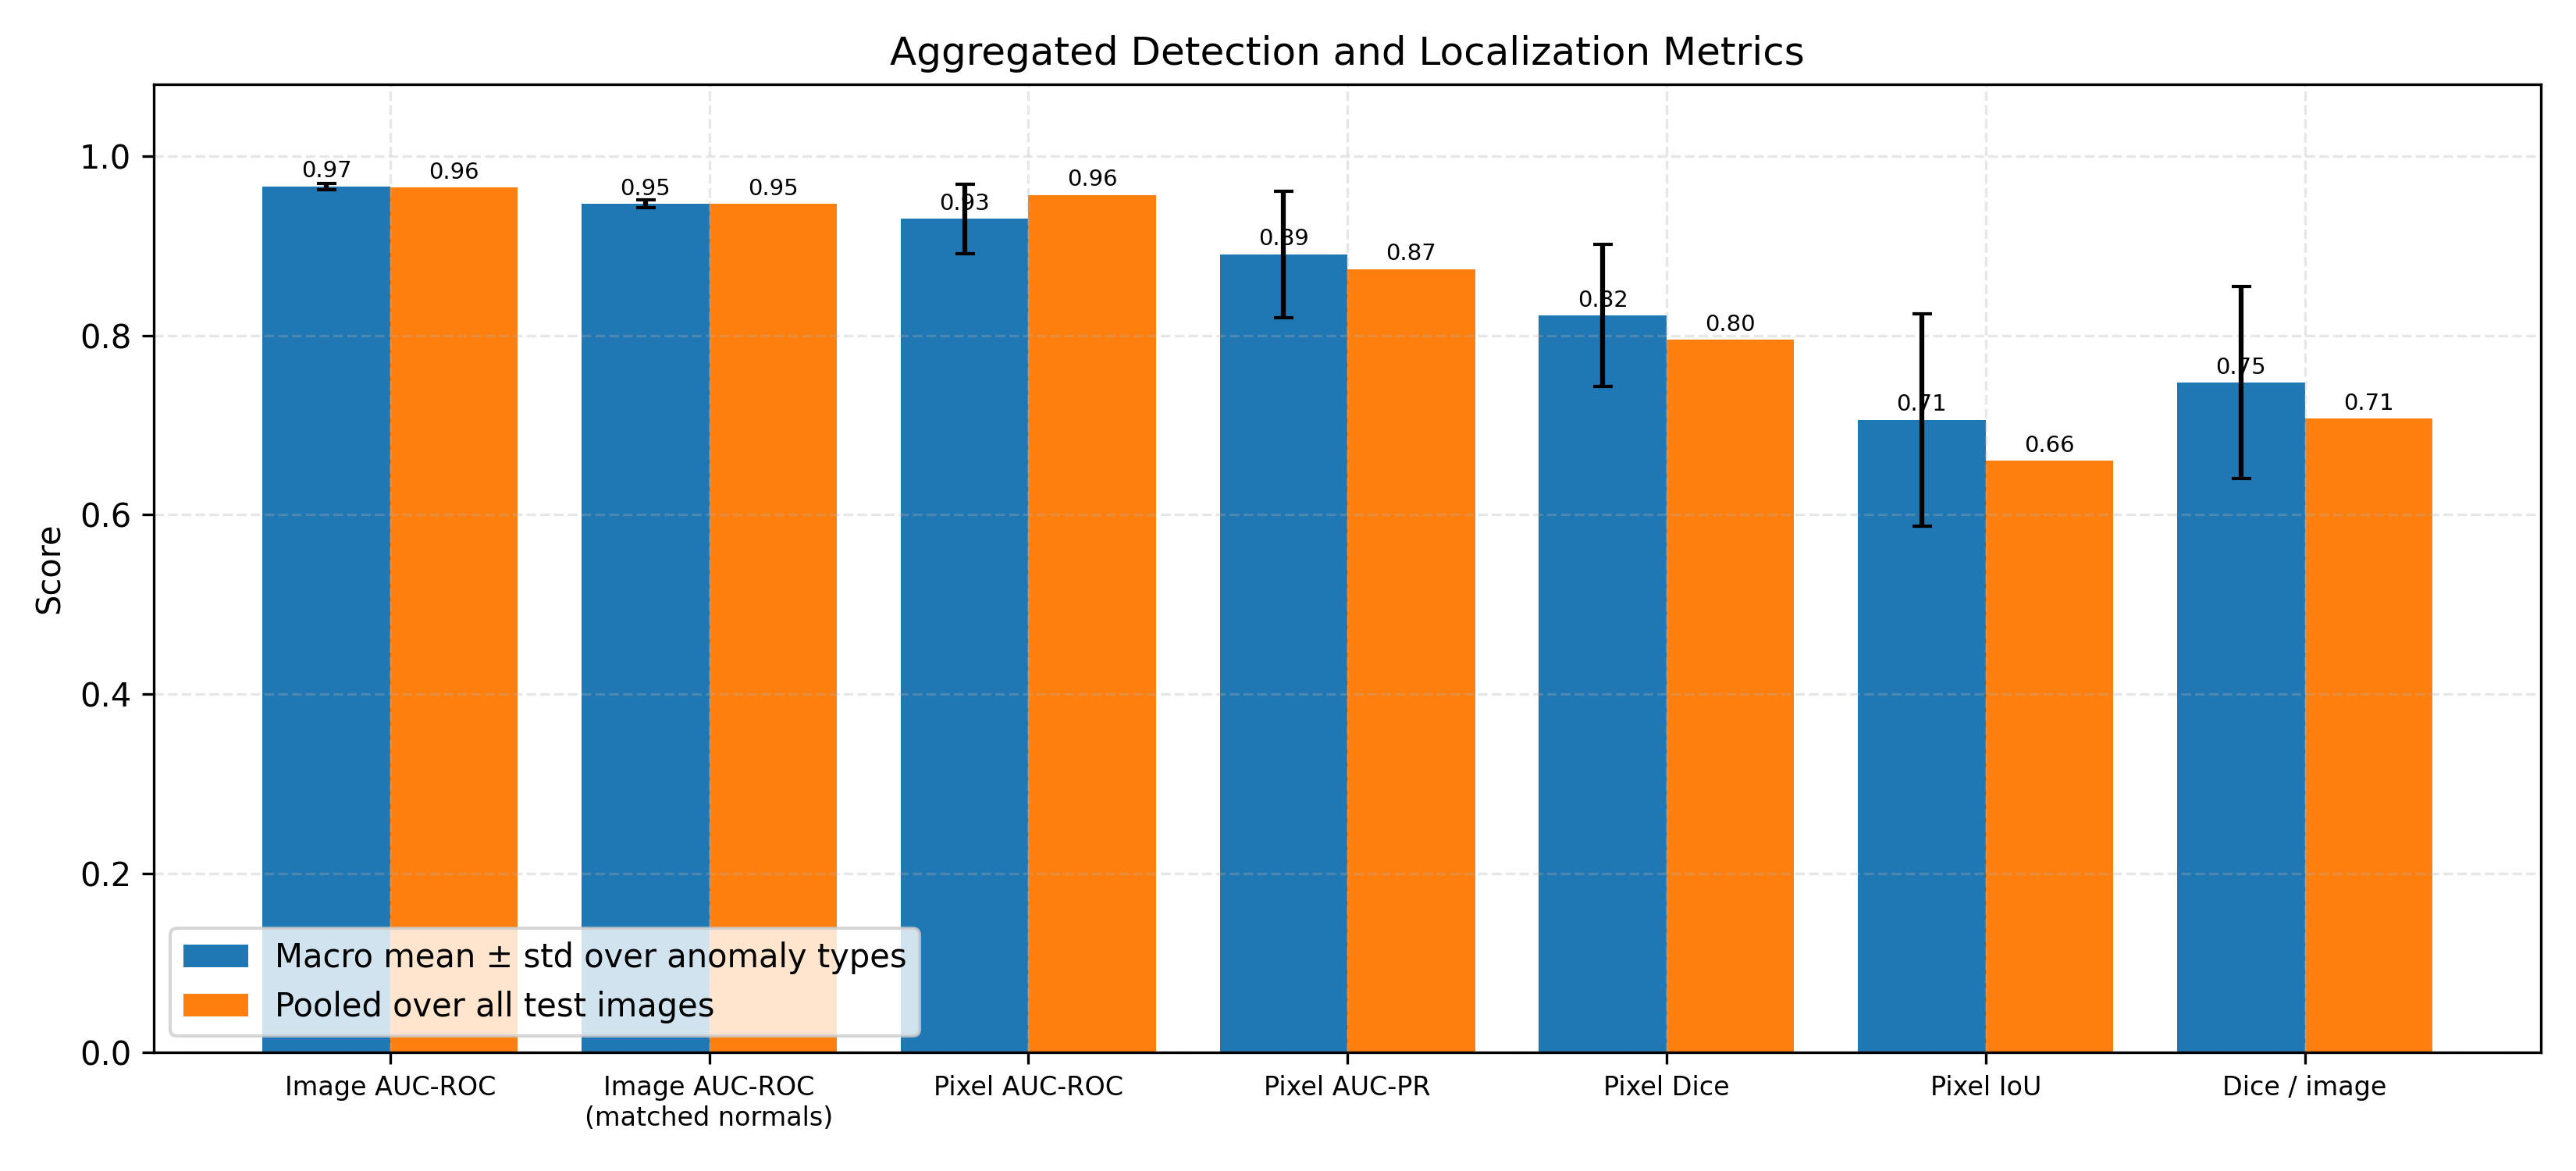 Aggregated Detection and Localization Metrics
Score
1.0
0.8
0.6
0.4
0.2
0.0
0.97
0.96
0.95
0.95
0.93
0.96
0.89
0.87
0.82
0.80
0.71
0.66
0.75
0.71
Macro mean ± std over anomaly types
Pooled over all test images
Image AUC-ROC
Image AUC-ROC
(matched normals)
Pixel AUC-ROC
Pixel AUC-PR
Pixel Dice
Pixel IoU
Dice / image